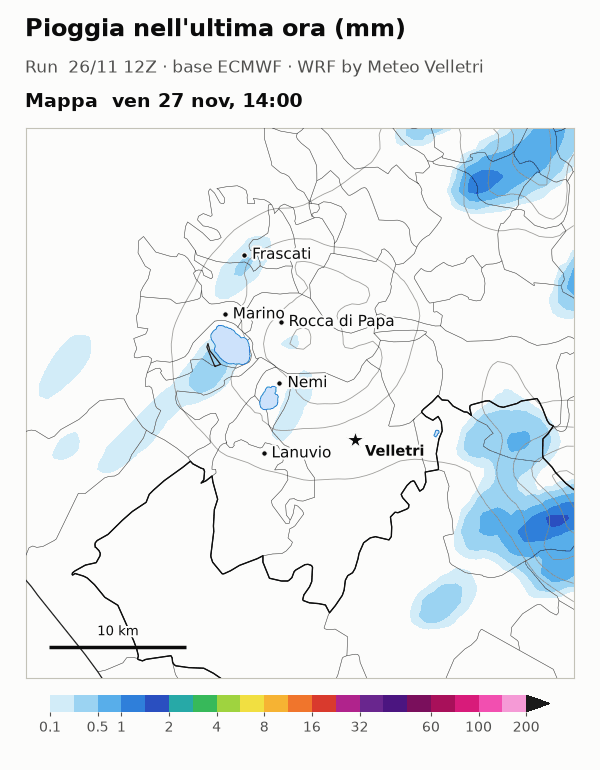 Pioggia nell'ultima ora (mm)
Run  26/11 12Z · base ECMWF · WRF by Meteo Velletri
Mappa  ven 27 nov, 14:00
Frascati
Marino
Rocca di Papa
Nemi
Velletri
Lanuvio
10 km
0.1 0.5 1 2 4 8 16 32 60 100 200